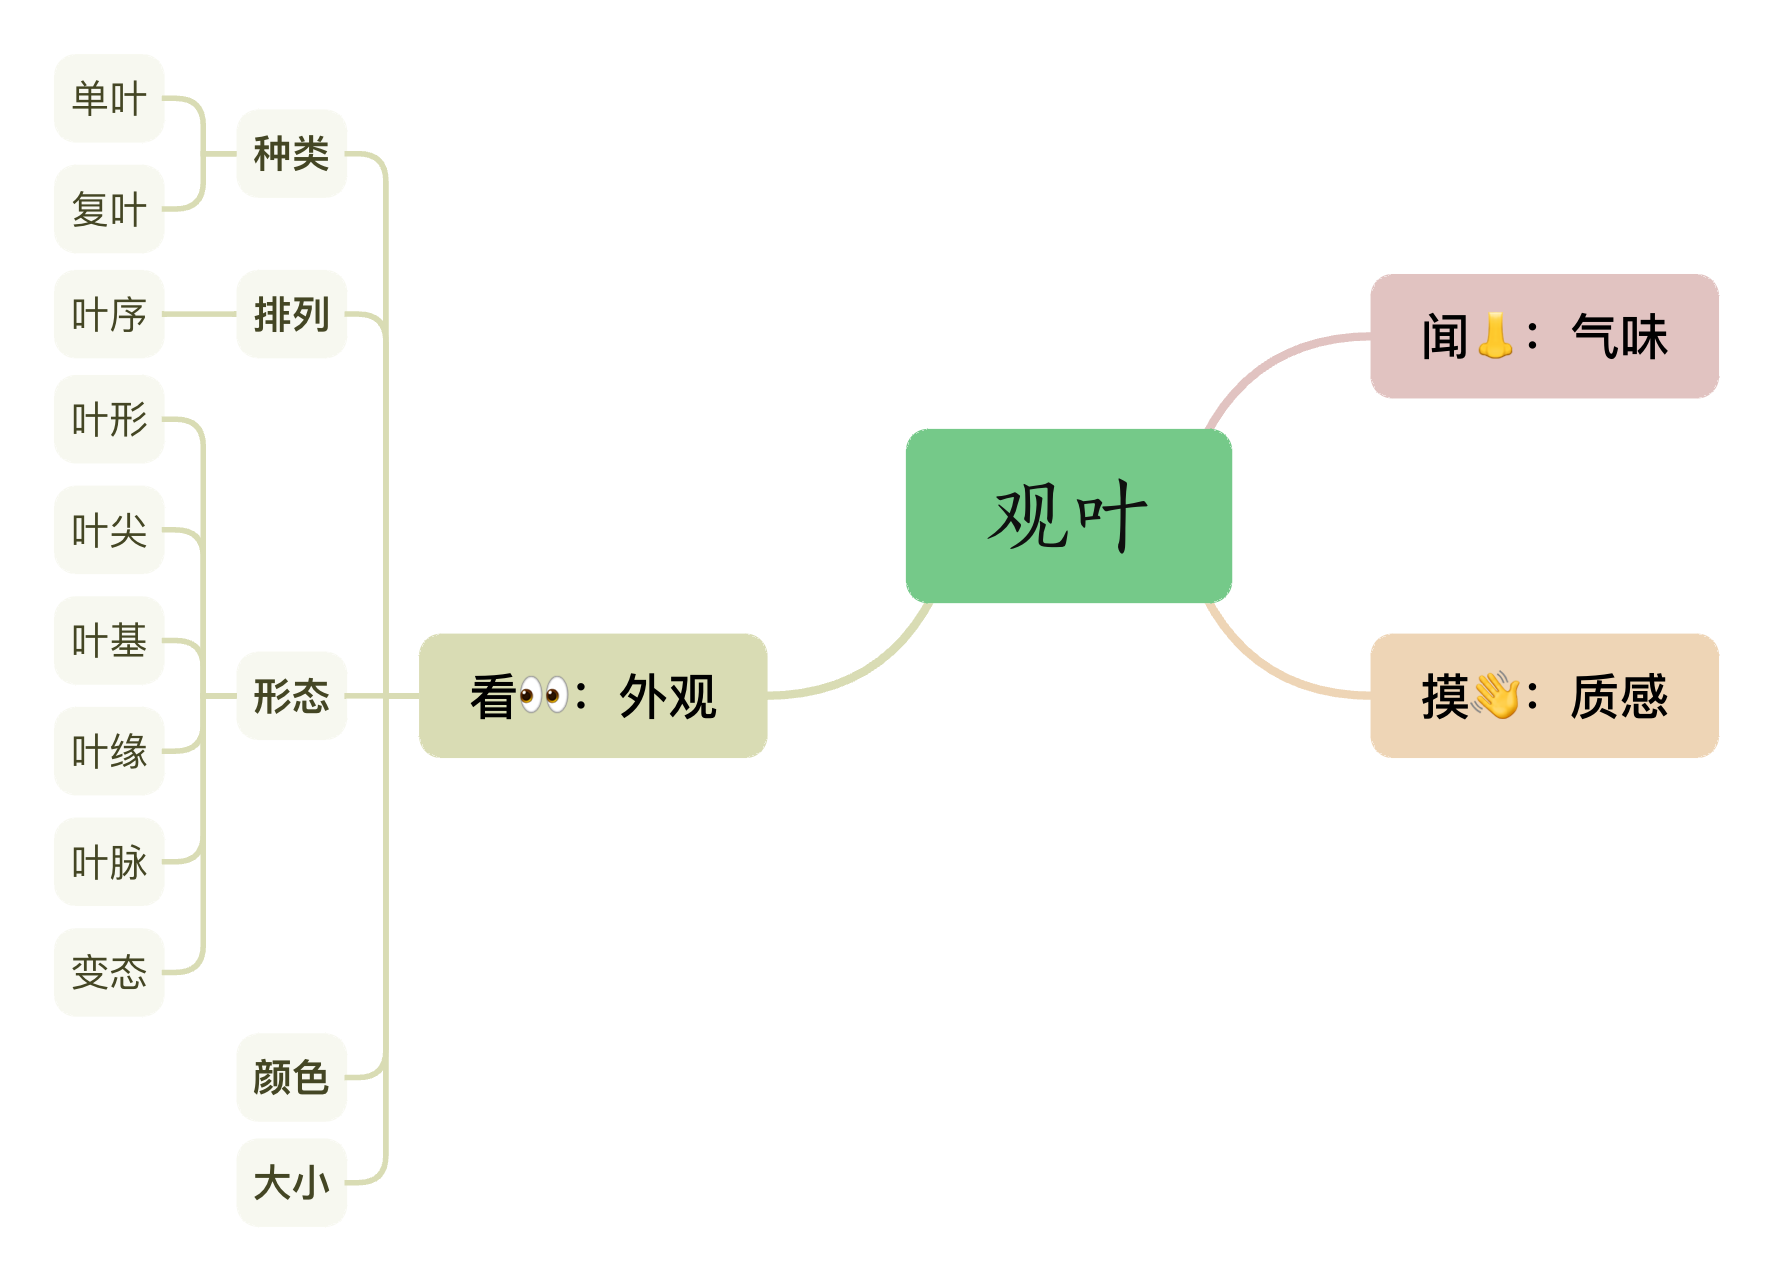 观叶
闻👃：气味
摸👋：质感
看👀：外观
种类
单叶
复叶
排列
叶序
形态
叶形
叶尖
叶基
叶缘
叶脉
变态
颜色
大小